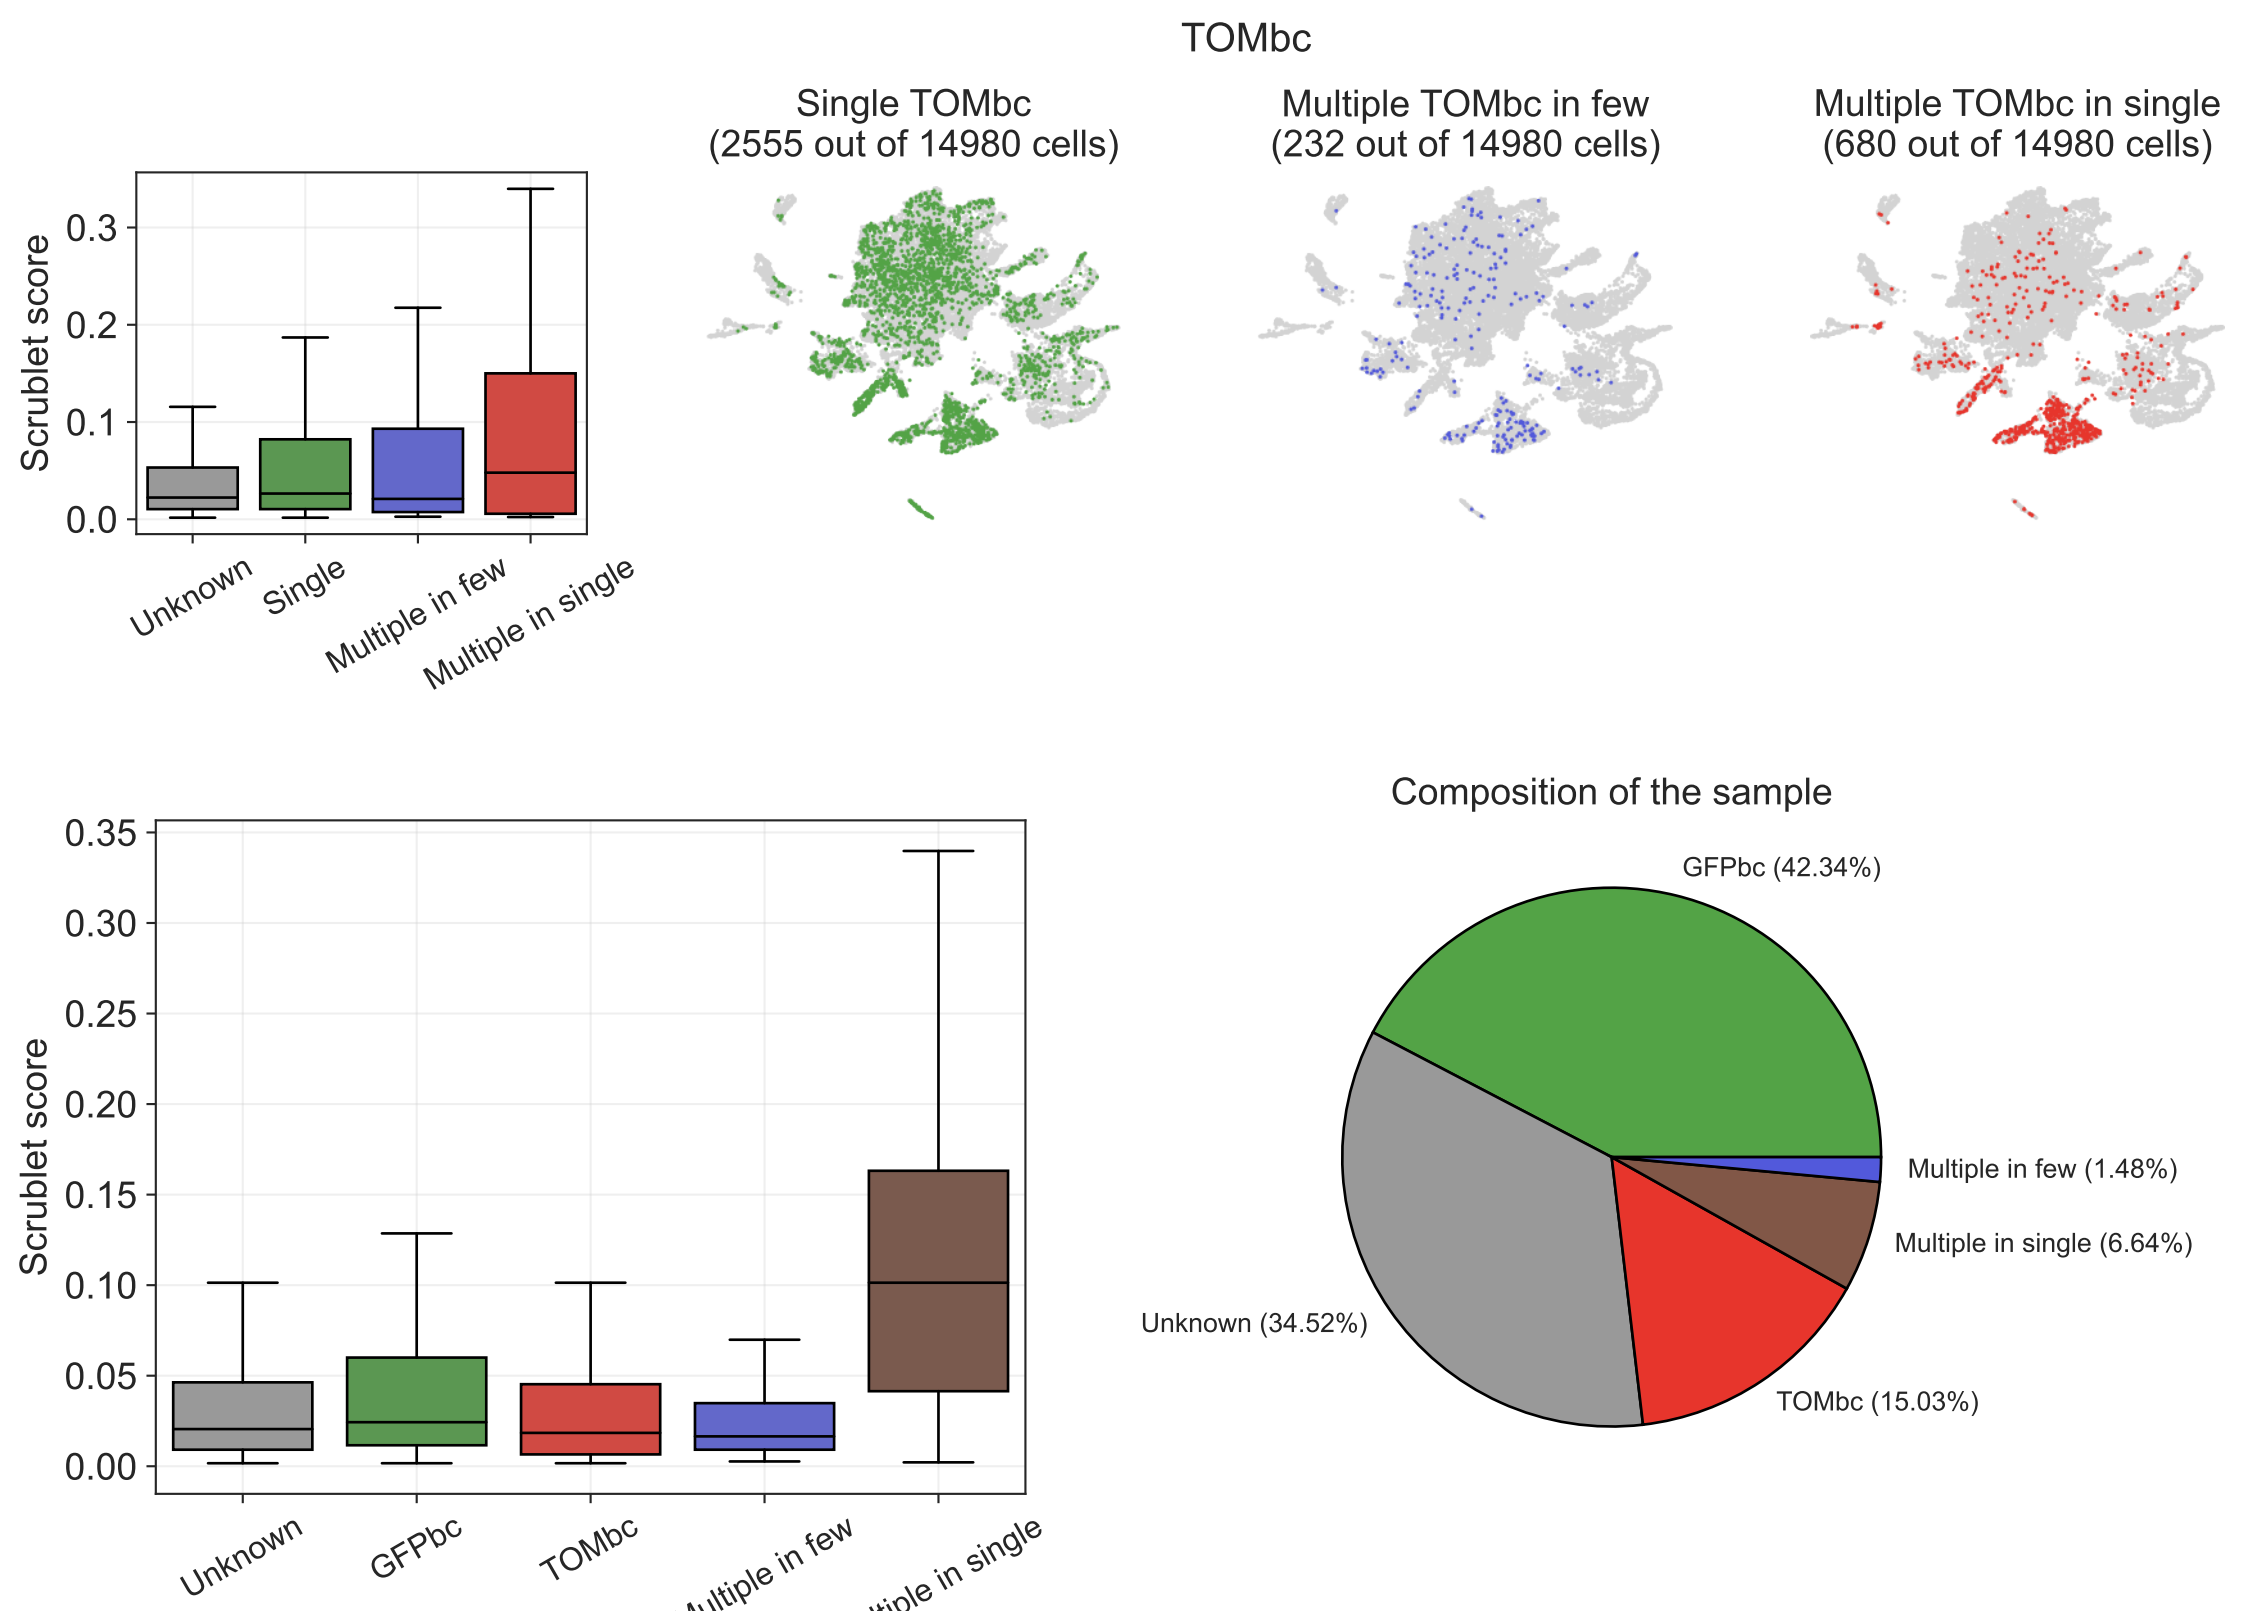 TOMbc
Single TOMbc
(2555 out of 14980 cells)
Multiple TOMbc in few
(232 out of 14980 cells)
Multiple TOMbc in single
(680 out of 14980 cells)
Scrublet score
0.3
0.2
0.1
0.0
Unknown
Single
Multiple in few
Multiple in single
Scrublet score
0.35
0.30
0.25
0.20
0.15
0.10
0.05
0.00
Unknown
GFPbc
TOMbc
in few
in single
Composition of the sample
GFPbc (42.34%)
Multiple in few (1.48%)
Multiple in single (6.64%)
Unknown (34.52%)
TOMbc (15.03%)